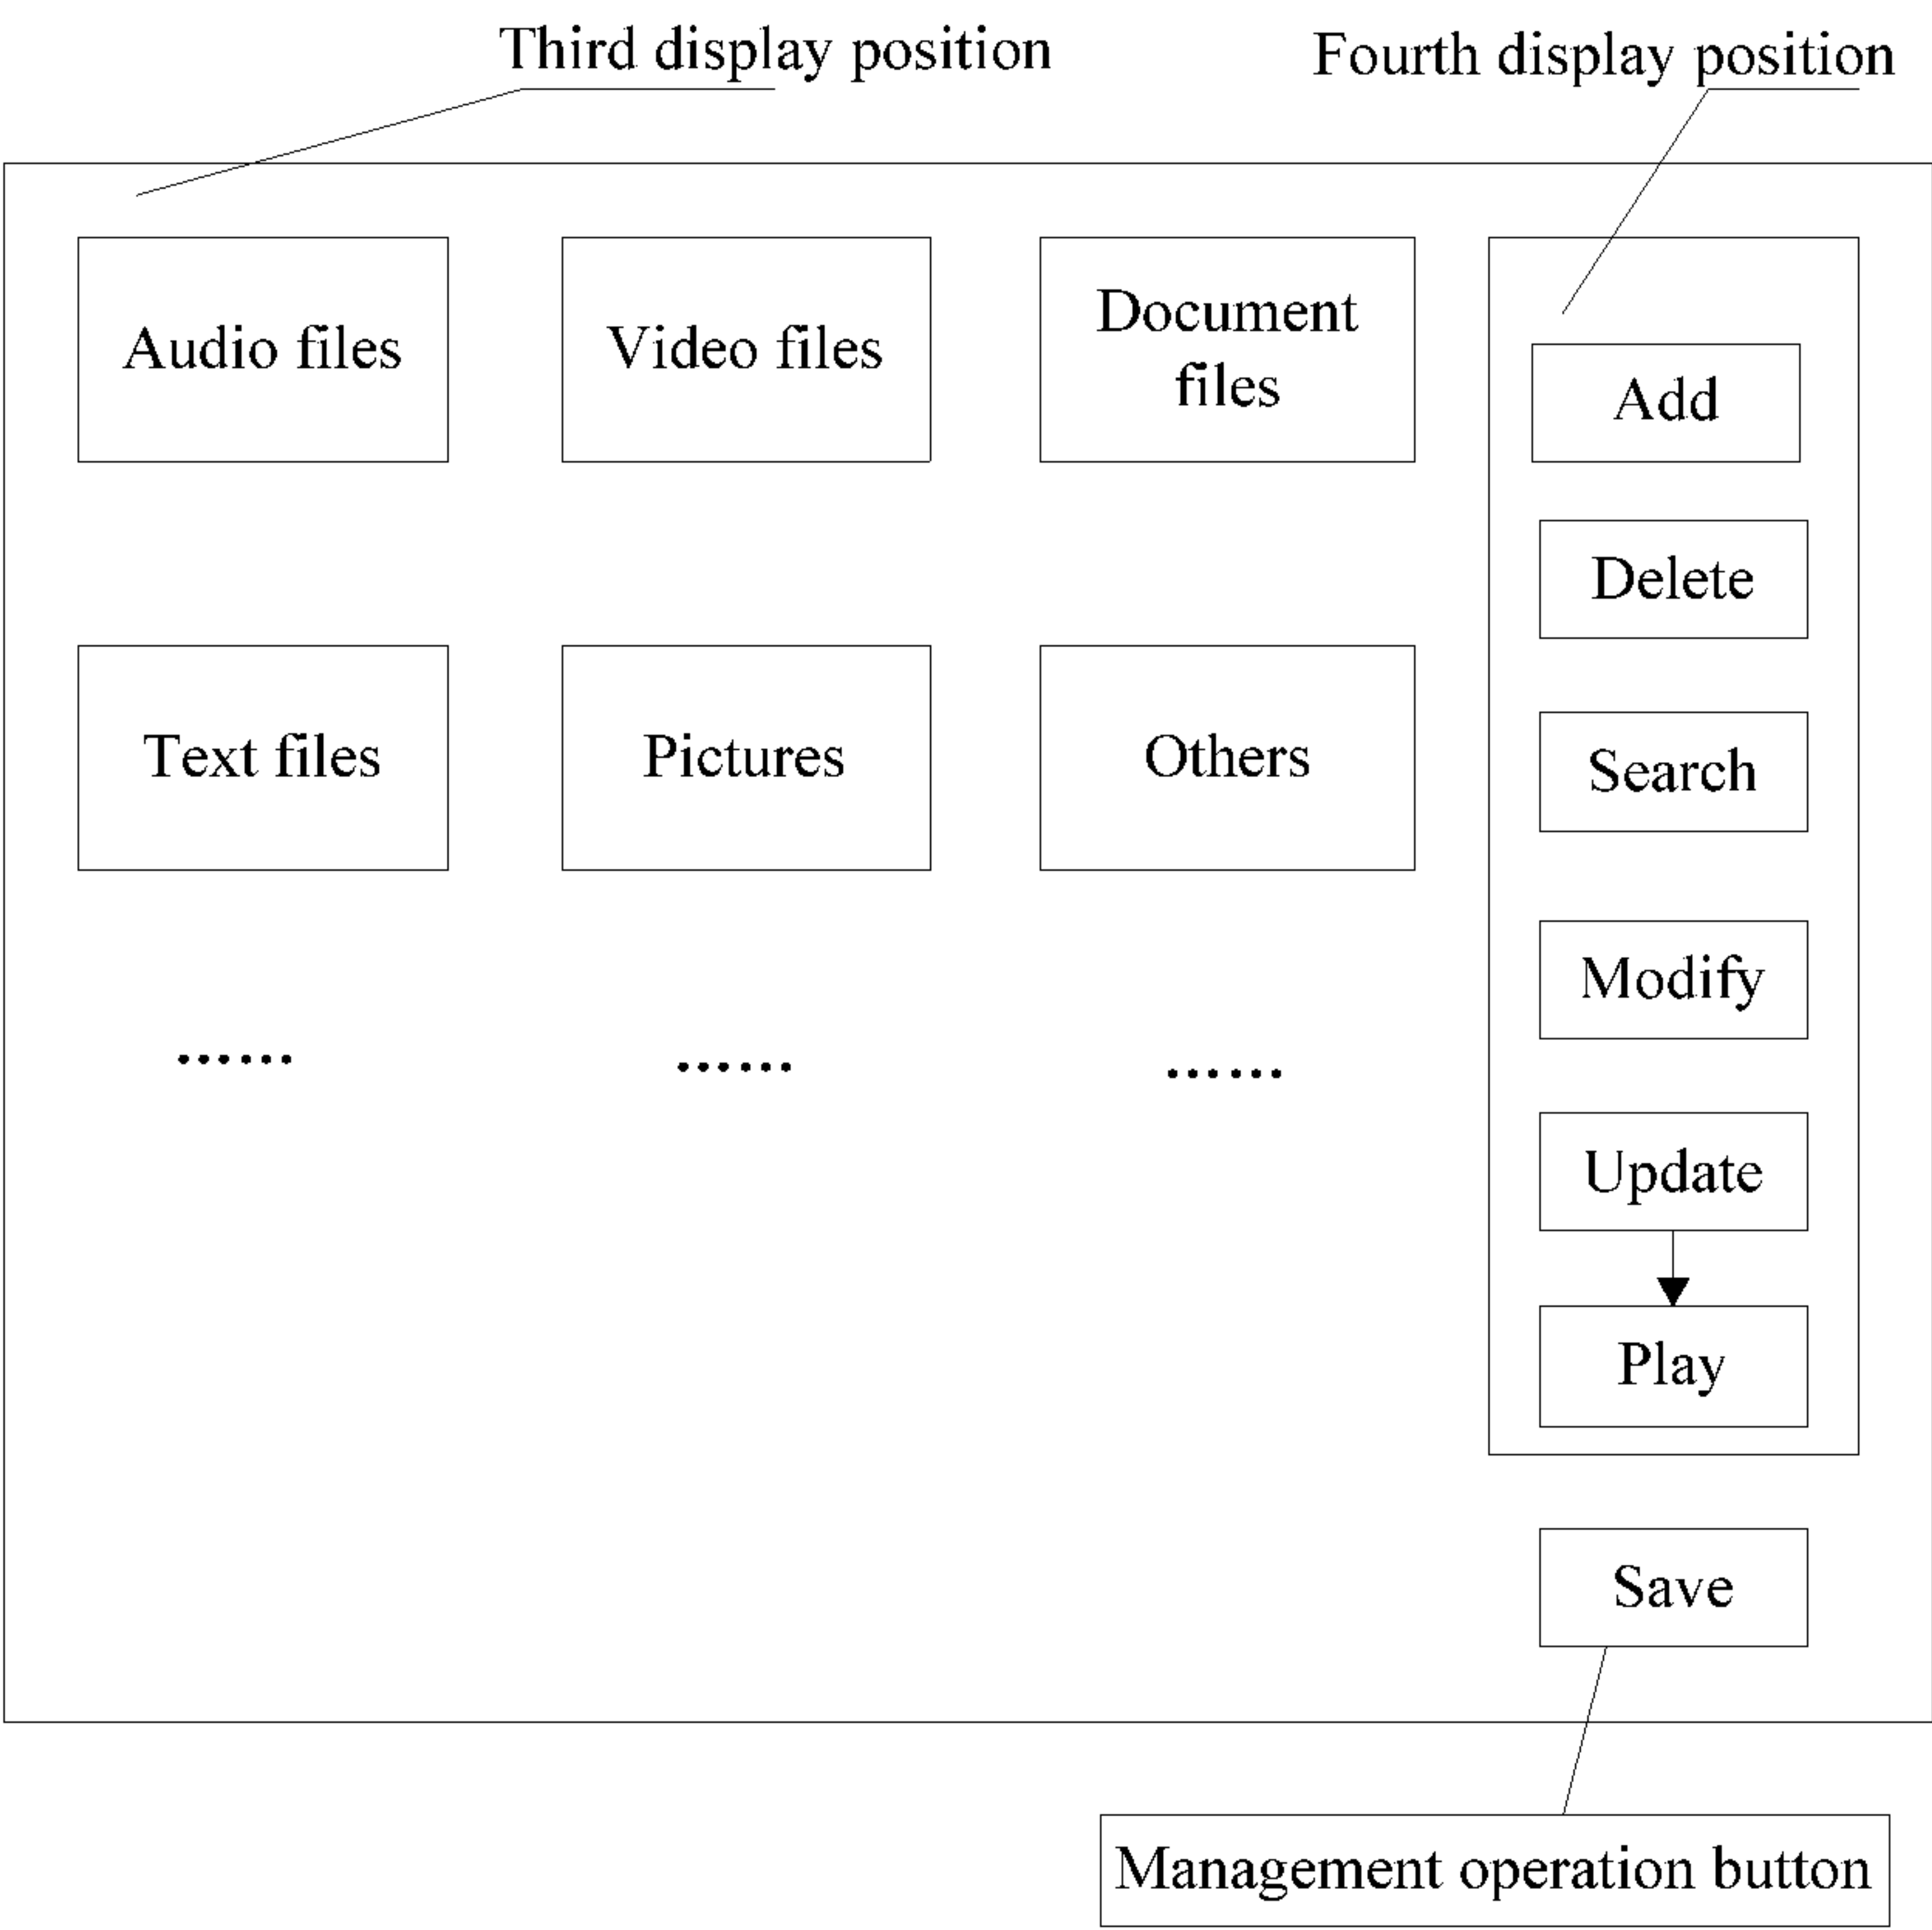 Third display position
Fourth display position
Audio files
Video files
Document
files
Add
Delete
Text files
Pictures
Others
Search
Modify
......
......
......
Update
Play
Save
Management operation button